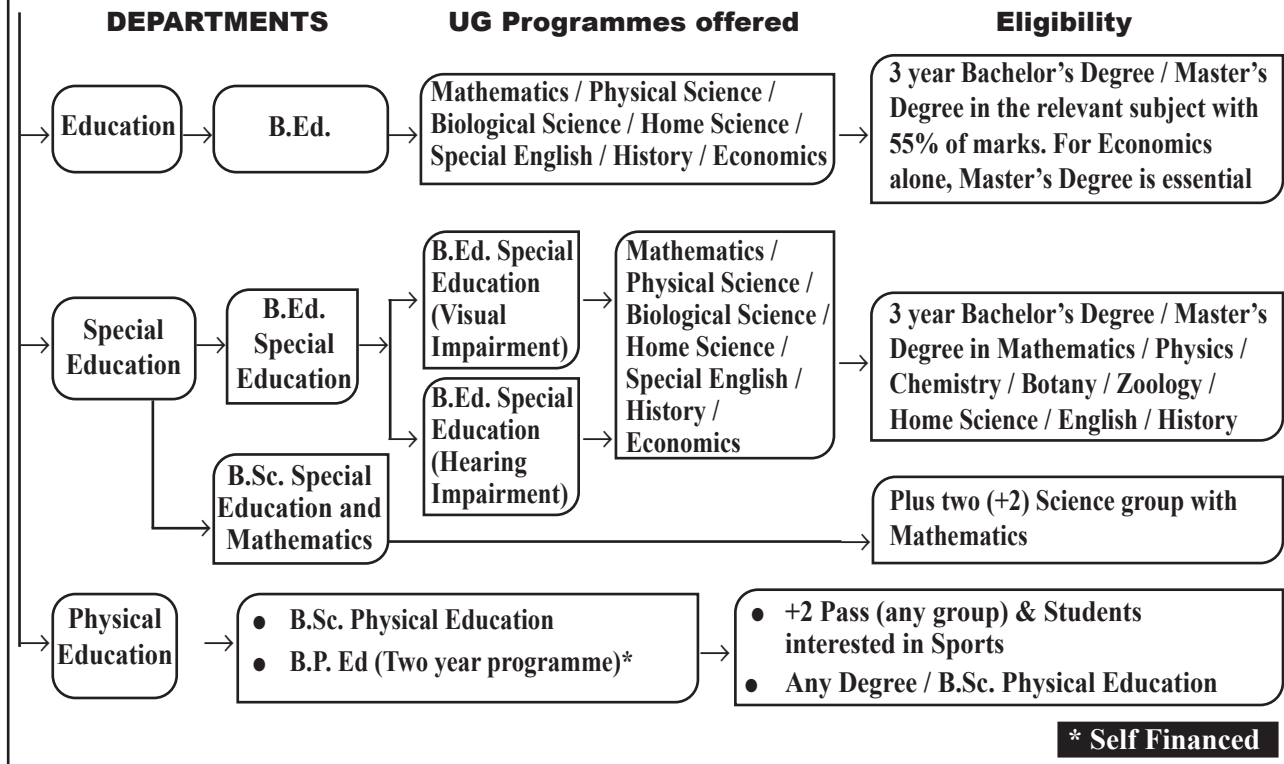 DEPARTMENTS UG Programmes offered Eligibility
Education
B.Ed.
Mathematics / Physical Science /
Biological Science / Home Science /
Special English / History / Economics
3 year Bachelor’s Degree / Master’s
Degree in the relevant subject with
55% of marks. For Economics
alone, Master’s Degree is essential
Special
Education
B.Ed.
Special
Education
B.Ed. Special
Education
(Visual
Impairment)
B.Ed. Special
Education
(Hearing
Impairment)
Mathematics /
Physical Science /
Biological Science /
Home Science /
Special English /
History /
Economics
3 year Bachelor’s Degree / Master’s
Degree in Mathematics / Physics /
Chemistry / Botany / Zoology /
Home Science / English / History
B.Sc. Special
Education and
Mathematics
Plus two (+2) Science group with
Mathematics
Physical
Education
● B.Sc. Physical Education
● B.P. Ed (Two year programme)*
● +2 Pass (any group) & Students
interested in Sports
● Any Degree / B.Sc. Physical Education
* Self Financed